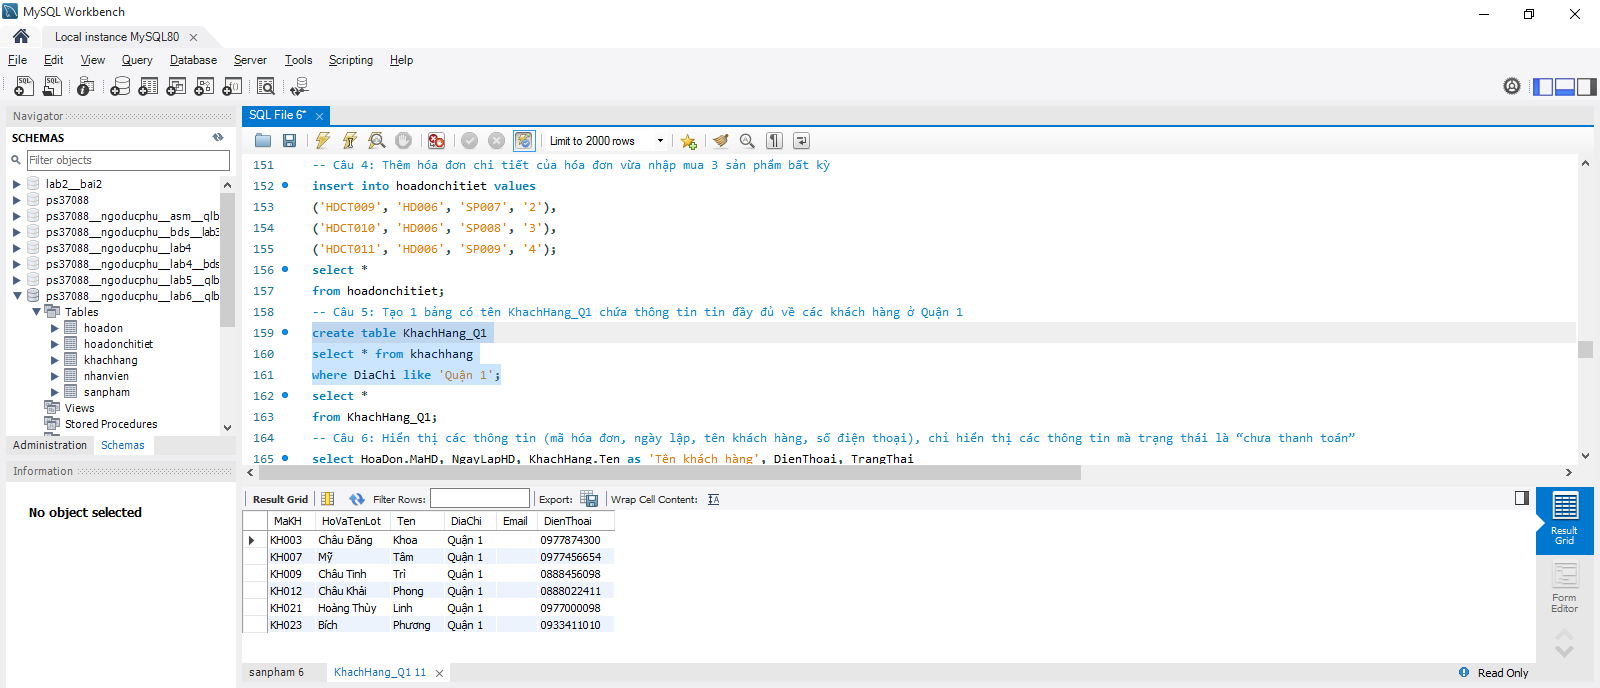 MySQL Workbench
Local instance MySQL80
File Edit View Query Database Server Tools Scripting Help
Navigator
SCHEMAS
Filter objects
lab2__bai2
ps37088
ps37088__ngoducphu__asm__qlb
ps37088__ngoducphu__bds__lab3
ps37088__ngoducphu__lab4
ps37088__ngoducphu__lab4__bds
ps37088__ngoducphu__lab5__qlb
ps37088__ngoducphu__lab6__qlb
Tables
hoadon
hoadonchitiet
khachhang
nhanvien
sanpham
Views
Stored Procedures
Administration Schemas
Information
No object selected
SQL File 6*
Limit to 2000 rows
151 -- Câu 4: Thêm hóa đơn chi tiết của hóa đơn vừa nhập mua 3 sản phẩm bất kỳ
152 insert into hoadonchitiet values
153 ('HDCT009', 'HD006', 'SP007', '2'),
154 ('HDCT010', 'HD006', 'SP008', '3'),
155 ('HDCT011', 'HD006', 'SP009', '4');
156 select *
157 from hoadonchitiet;
158 -- Câu 5: Tạo 1 bảng có tên KhachHang_Q1 chứa thông tin tin đầy đủ về các khách hàng ở Quận 1
159 create table KhachHang_Q1
160 select * from khachhang
161 where DiaChi like 'Quận 1';
162 select *
163 from KhachHang_Q1;
164 -- Câu 6: Hiển thị các thông tin (mã hóa đơn, ngày lập, tên khách hàng, số điện thoại), chỉ hiển thị các thông tin mà trạng thái là “chưa thanh toán”
165 select HoaDon.MaHD, NgayLapHD, KhachHang.Ten as 'Tên khách hàng', DienThoai, TrangThai
Result Grid Filter Rows: Export: Wrap Cell Content:
MaKH HoVaTenLot Ten DiaChi Email DienThoai
KH003 Châu Đăng Khoa Quận 1 0977874300
KH007 Mỹ Tâm Quận 1 0977456654
KH009 Châu Tinh Trì Quận 1 0888456098
KH012 Châu Khải Phong Quận 1 0888022411
KH021 Hoàng Thùy Linh Quận 1 0977000098
KH023 Bích Phương Quận 1 0933411010
Result Grid
Form Editor
sanpham 6 KhachHang_Q1 11
Read Only